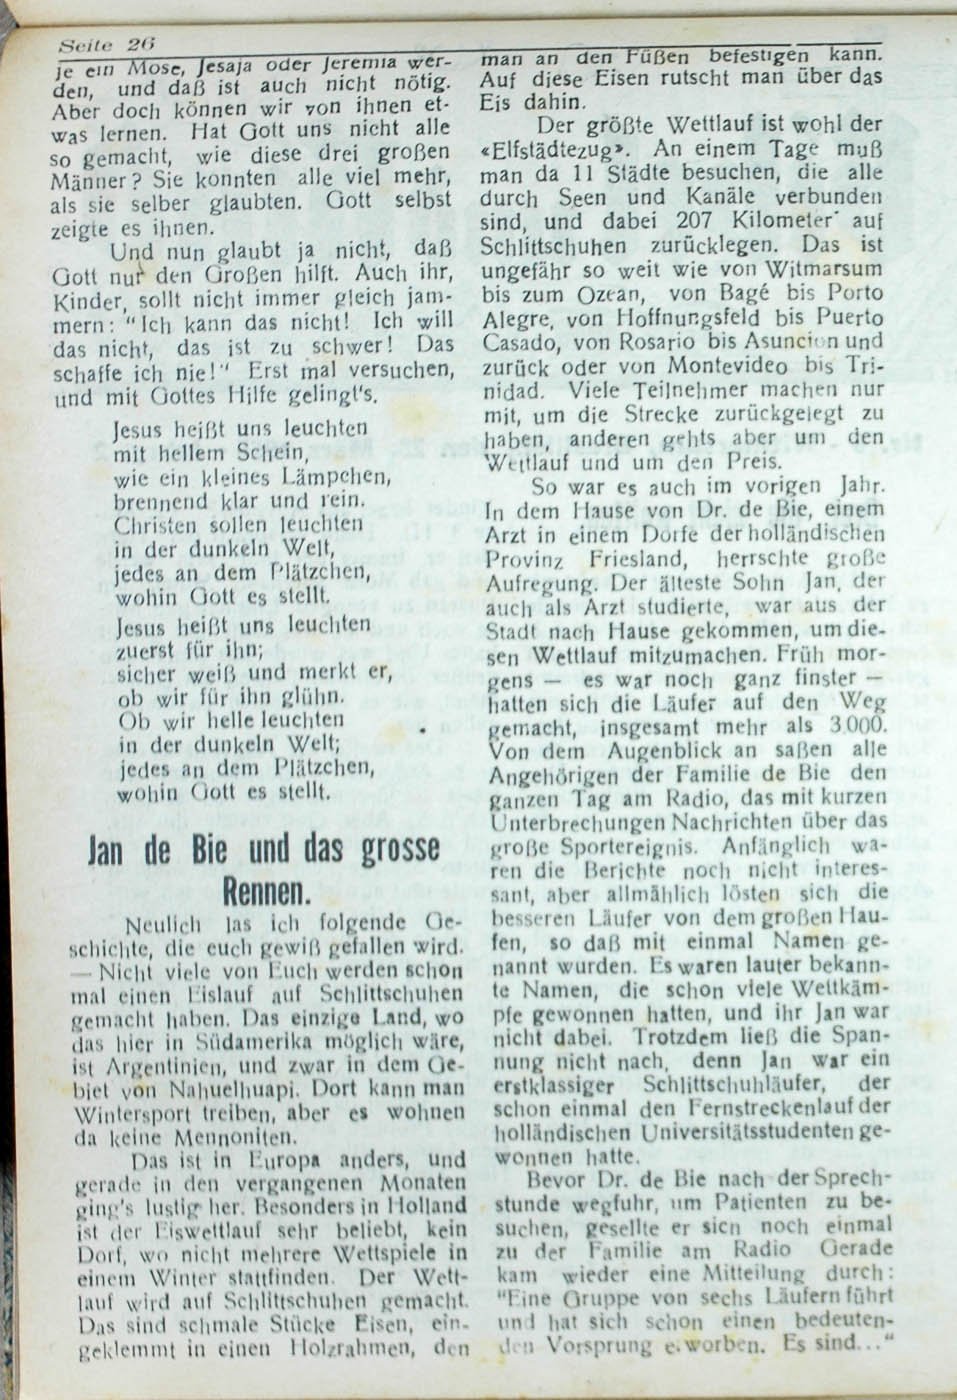 Seite 26
je ein Mose, Jesaja oder Jeremia wer-
den, und daß ist auch nicht nötig.
Aber doch können wir von ihnen et-
was lernen. Hat Gott uns nicht alle
so gemacht, wie diese drei großen
Männer? Sie konnten alle viel mehr,
als sie selber glaubten. Gott selbst
zeigte es ihnen.
Und nun glaubt ja nicht, daß
Gott nur den Großen hilft. Auch ihr,
Kinder, sollt nicht immer gleich jam-
mern: "Ich kann das nicht! Ich will
das nicht, das ist zu schwer! Das
schaffe ich nie!" Erst mal versuchen,
und mit Gottes Hilfe gelingt's.
Jesus heißt uns leuchten
mit hellem Schein,
wie ein kleines Lämpchen,
brennend klar und rein.
Christen sollen leuchten
in der dunkeln Welt,
jedes an dem Plätzchen,
wohin Gott es stellt.
Jesus heißt uns leuchten
zuerst für ihn;
sicher weiß und merkt er,
ob wir für ihn glühn.
Ob wir helle leuchten
in der dunkeln Welt;
jedes an dem Plätzchen,
wohin Gott es stellt.
Jan de Bie und das grosse
Rennen.
Neulich las ich folgende Ge-
schichte, die euch gewiß gefallen wird.
— Nicht viele von Euch werden schon
mal einen Eislauf auf Schlittschuhen
gemacht haben. Das einzige Land, wo
das hier in Südamerika möglich wäre,
ist Argentinien, und zwar in dem Ge-
biet von Nahuelhuapi. Dort kann man
Wintersport treiben, aber es wohnen
da keine Mennoniten.
Das ist in Europa anders, und
gerade in den vergangenen Monaten
ging's lustig her. Besonders in Holland
ist der Eiswettlauf sehr beliebt, kein
Dorf, wo nicht mehrere Wettspiele in
einem Winter stattfinden. Der Wett-
lauf wird auf Schlittschuhen gemacht.
Das sind schmale Stücke Eisen, ein-
geklemmt in einen Holzrahmen, den
man an den Füßen befestigen kann.
Auf diese Eisen rutscht man über das
Eis dahin.
Der größte Wettlauf ist wohl der
«Elfstädtezug». An einem Tage muß
man da 11 Städte besuchen, die alle
durch Seen und Kanäle verbunden
sind, und dabei 207 Kilometer auf
Schlittschuhen zurücklegen. Das ist
ungefähr so weit wie von Witmarsum
bis zum Ozean, von Bagé bis Porto
Alegre, von Hoffnungsfeld bis Puerto
Casado, von Rosario bis Asuncion und
zurück oder von Montevideo bis Tri-
nidad. Viele Teilnehmer machen nur
mit, um die Strecke zurückgelegt zu
haben, anderen gehts aber um den
Wettlauf und um den Preis.
So war es auch im vorigen Jahr.
In dem Hause von Dr. de Bie, einem
Arzt in einem Dorfe der holländischen
Provinz Friesland, herrschte große
Aufregung. Der älteste Sohn Jan, der
auch als Arzt studierte, war aus der
Stadt nach Hause gekommen, um die-
sen Wettlauf mitzumachen. Früh mor-
gens — es war noch ganz finster —
hatten sich die Läufer auf den Weg
gemacht, insgesamt mehr als 3.000.
Von dem Augenblick an saßen alle
Angehörigen der Familie de Bie den
ganzen Tag am Radio, das mit kurzen
Unterbrechungen Nachrichten über das
große Sportereignis. Anfänglich wa-
ren die Berichte noch nicht interes-
sant, aber allmählich lösten sich die
besseren Läufer von dem großen Hau-
fen, so daß mit einmal Namen ge-
nannt wurden. Es waren lauter bekann-
te Namen, die schon viele Wettkäm-
pfe gewonnen hatten, und ihr Jan war
nicht dabei. Trotzdem ließ die Span-
nung nicht nach, denn Jan war ein
erstklassiger Schlittschuhläufer, der
schon einmal den Fernstreckenlauf der
holländischen Universitätsstudenten ge-
wonnen hatte.
Bevor Dr. de Bie nach der Sprech-
stunde wegfuhr, um Patienten zu be-
suchen, gesellte er sich noch einmal
zu der Familie am Radio Gerade
kam wieder eine Mitteilung durch:
"Eine Gruppe von sechs Läufern führt
und hat sich schon einen bedeuten-
den Vorsprung erworben. Es sind..."